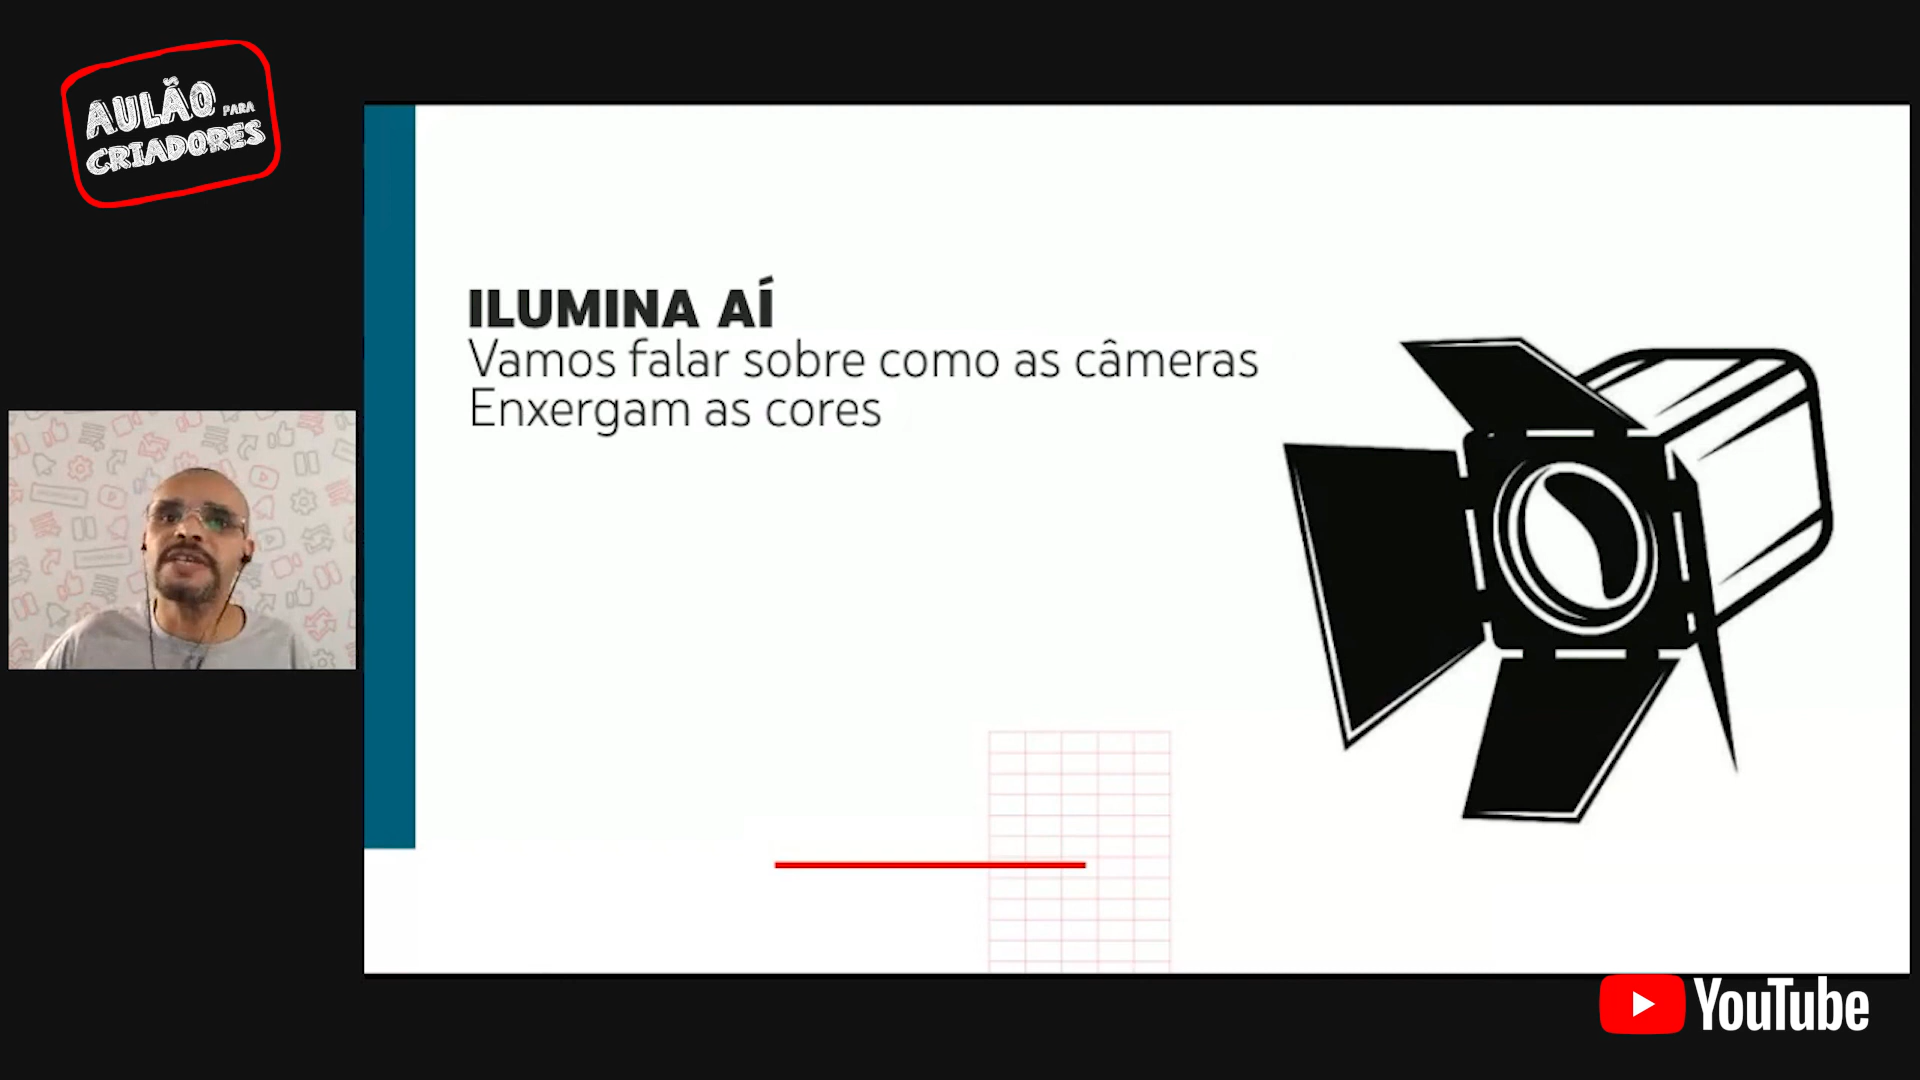 AULÃO PARA
CRIADORES
ILUMINA AÍ
Vamos falar sobre como as câmeras
Enxergam as cores
YouTube